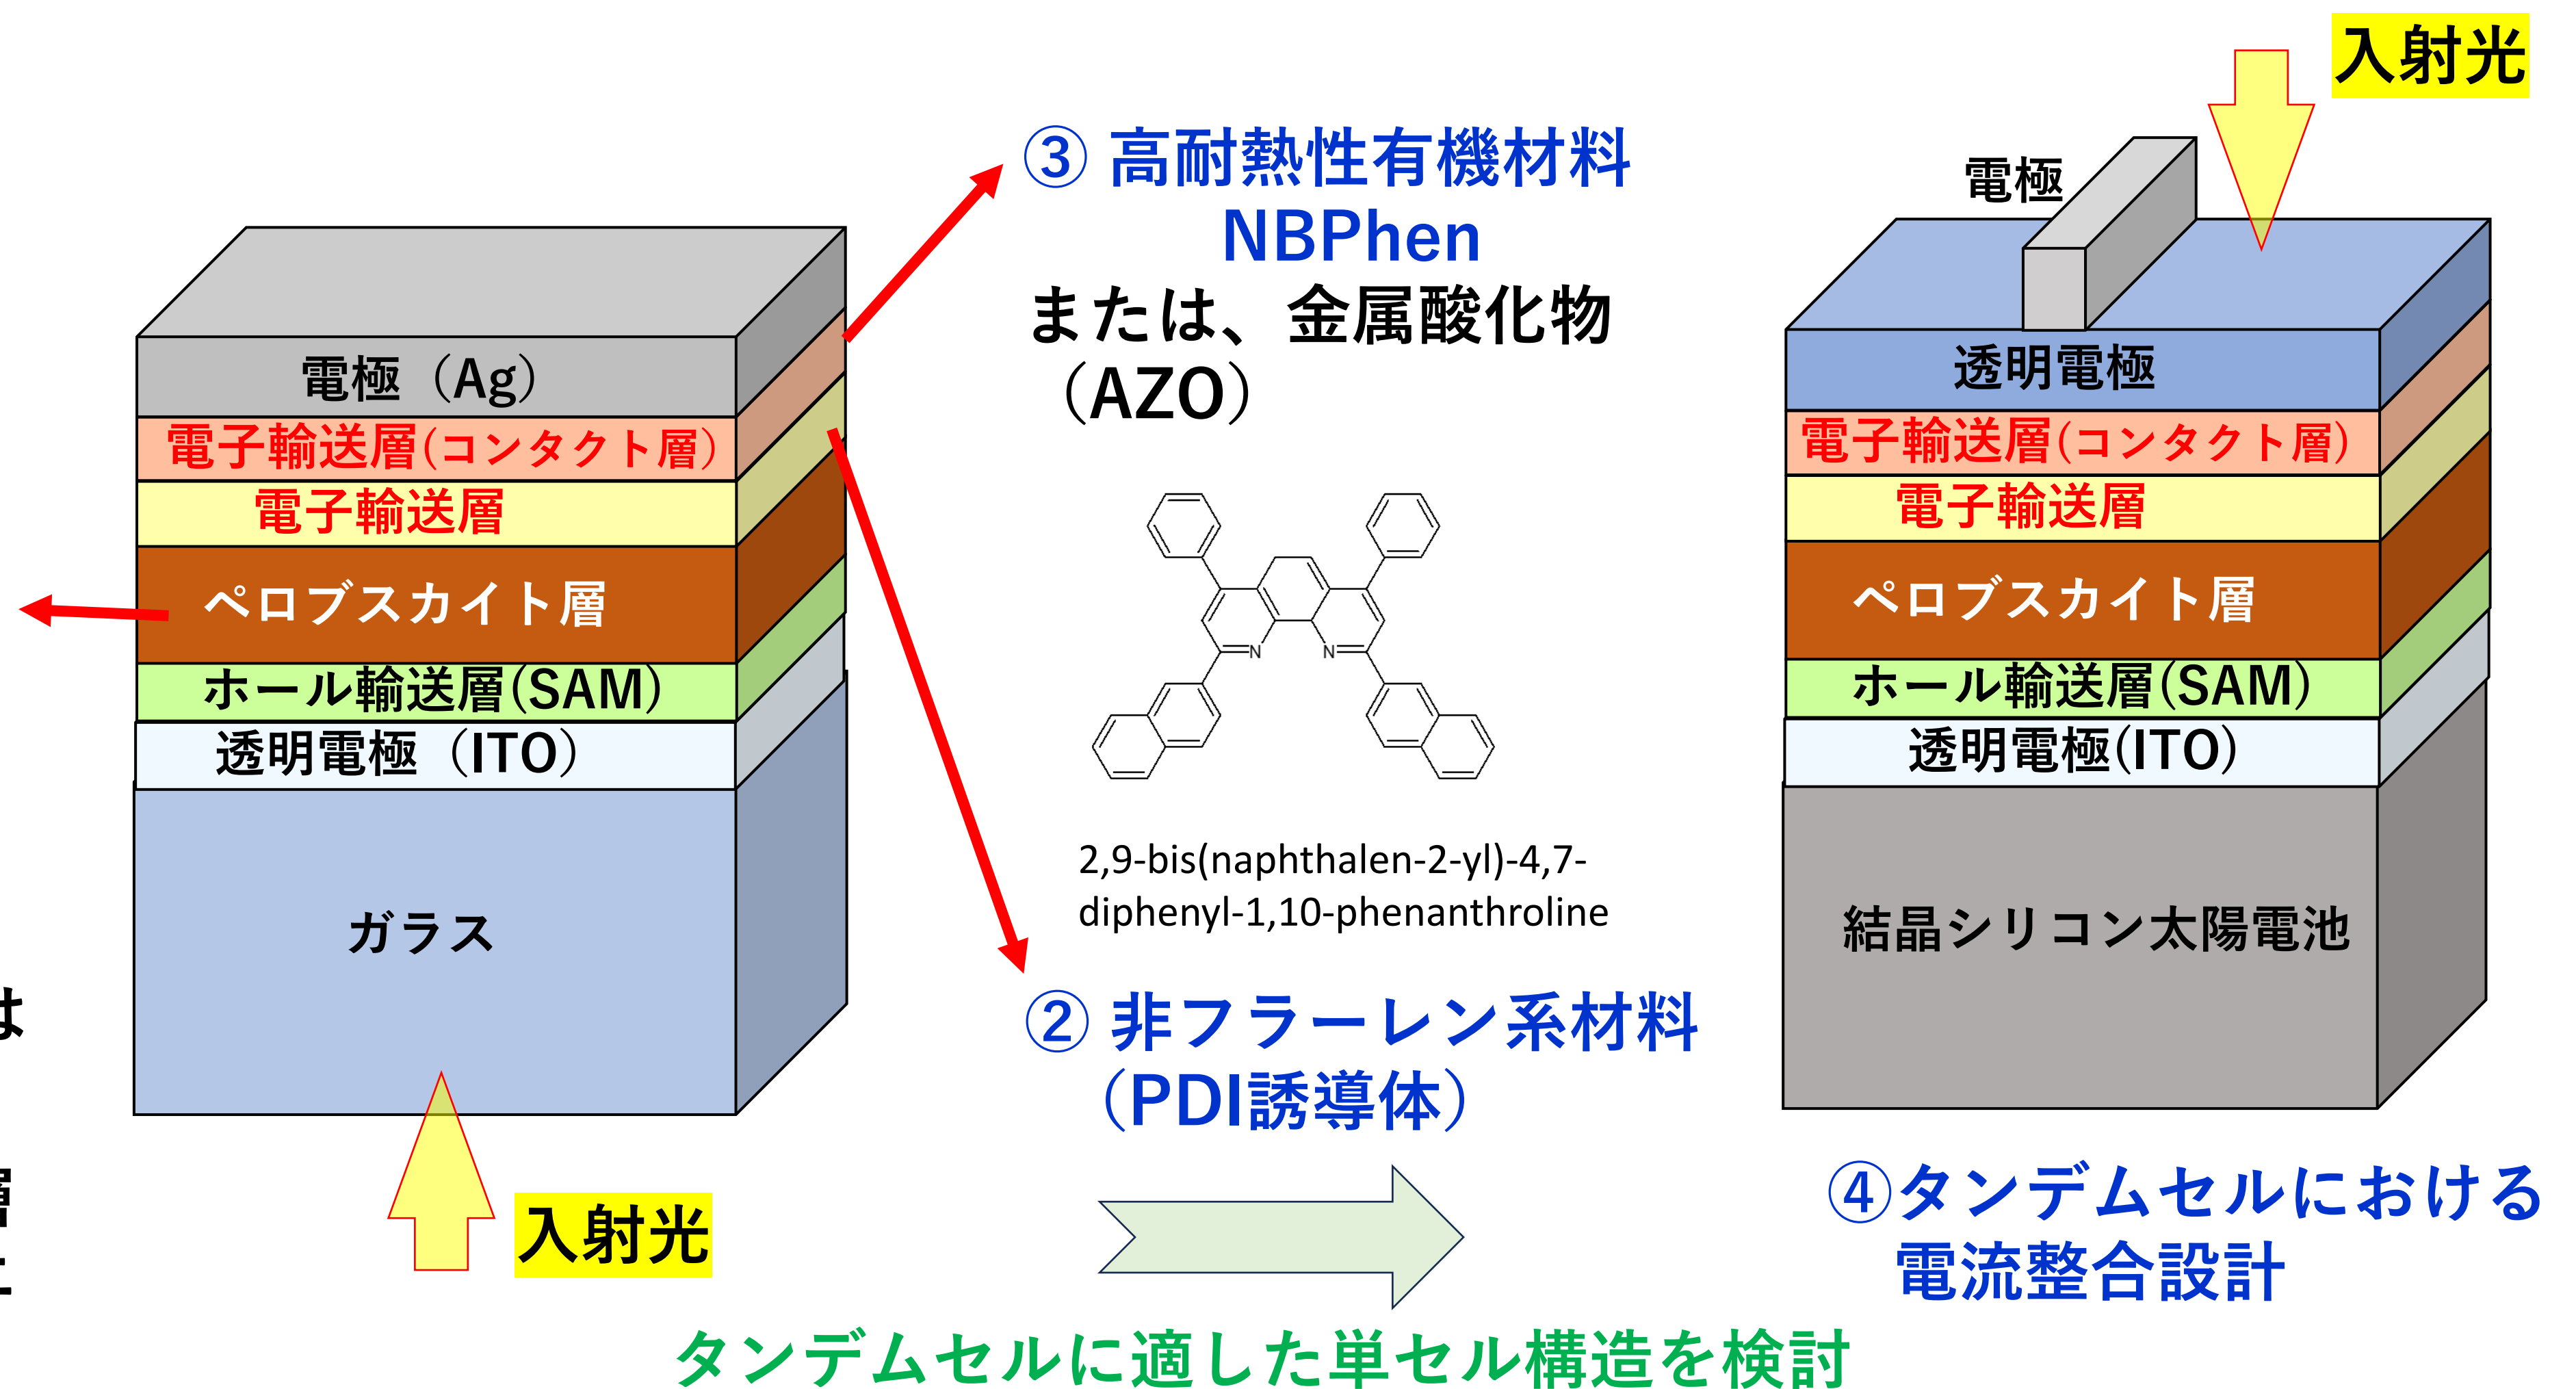 電極（Ag）
電子輸送層(コンタクト層)
電子輸送層
ペロブスカイト層
ホール輸送層(SAM)
透明電極（ITO）
ガラス
入射光
は
層
③ 高耐熱性有機材料
NBPhen
または、金属酸化物
（AZO）
N
N
2,9-bis(naphthalen-2-yl)-4,7-
diphenyl-1,10-phenanthroline
② 非フラーレン系材料
（PDI誘導体）
入射光
電極
透明電極
電子輸送層(コンタクト層)
電子輸送層
ペロブスカイト層
ホール輸送層(SAM)
透明電極(ITO)
結晶シリコン太陽電池
④タンデムセルにおける
電流整合設計
タンデムセルに適した単セル構造を検討